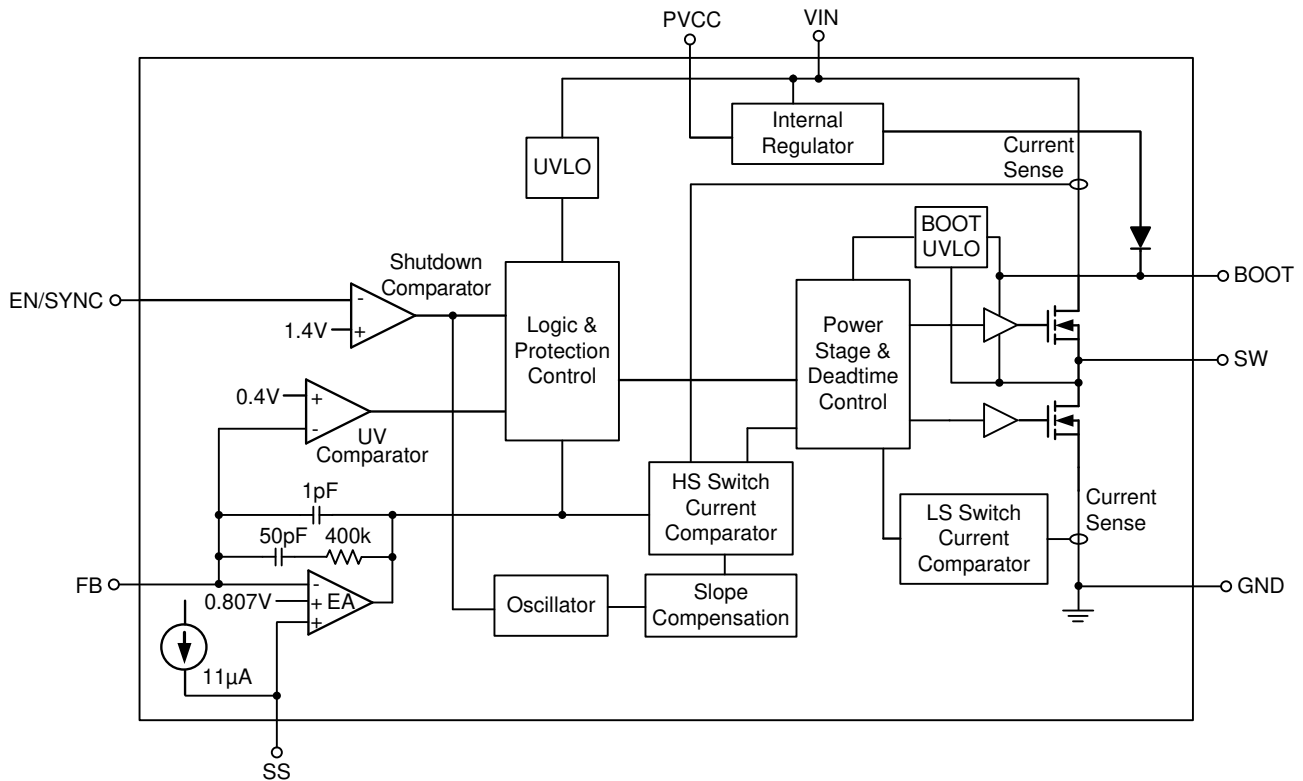 PVCC
VIN
Internal
Regulator
Current
Sense
UVLO
BOOT
UVLO
BOOT
Shutdown
Comparator
EN/SYNC
-
1.4V
+
Logic &
Protection
Control
Power
Stage &
Deadtime
Control
SW
0.4V
+
-
UV
Comparator
1pF
50pF
400k
HS Switch
Current
Comparator
LS Switch
Current
Comparator
Current
Sense
FB
-
0.807V
+
EA
+
Oscillator
Slope
Compensation
GND
11µA
SS